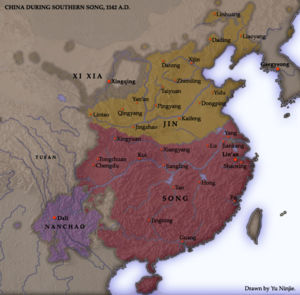 CHINA DURING SOUTHERN SONG, 1142 A.D.
Linhuang
Liaoyang
Dading
Xijin
Datong
XI XIA
Xingqing
Gaegyeong
Zhending
Taiyuan
Yidu
Yan'an
Pingyang
Dongping
Lintao
Qingyang
Kaifeng
Jingzhao
JIN
Xingyuan
Yang
Xiangyang
Lu
Jiankang
Lin'an
TUFAN
Kui
Tongchuan
Chengdu
Jiangling
Shaoxing
Tan
Hong
SONG
Dali
NANCHAO
Fu
Jingjiang
Guang
Drawn by Yu Ninjie.